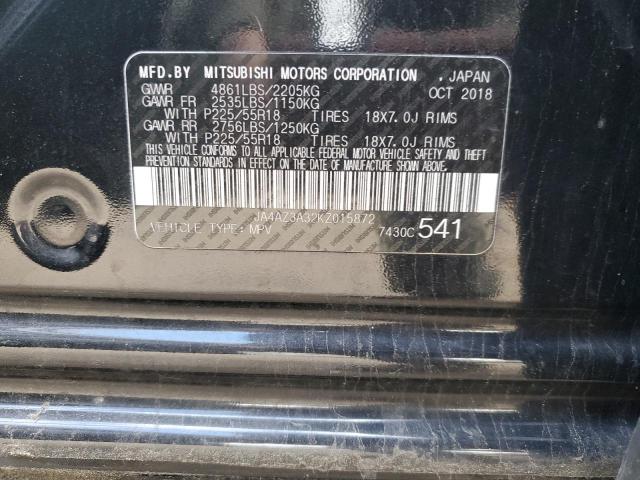 MFD.BY MITSUBISHI MOTORS CORPORATION , JAPAN
GVWR 4861LBS/2205KG OCT 2018
GAWR FR 2535LBS/1150KG
WITH P225/55R18 TIRES 18X7.0J RIMS
GAWR RR 2756LBS/1250KG
WITH P225/55R18 TIRES 18X7.0J RIMS
THIS VEHICLE CONFORMS TO ALL APPLICABLE FEDERAL MOTOR VEHICLE SAFETY AND THEFT
PREVENTION STANDARDS IN EFFECT ON THE DATE OF MANUFACTURE SHOWN ABOVE.
JA4AZ3A32KZ015872
VEHICLE TYPE: MPV 7430C 541